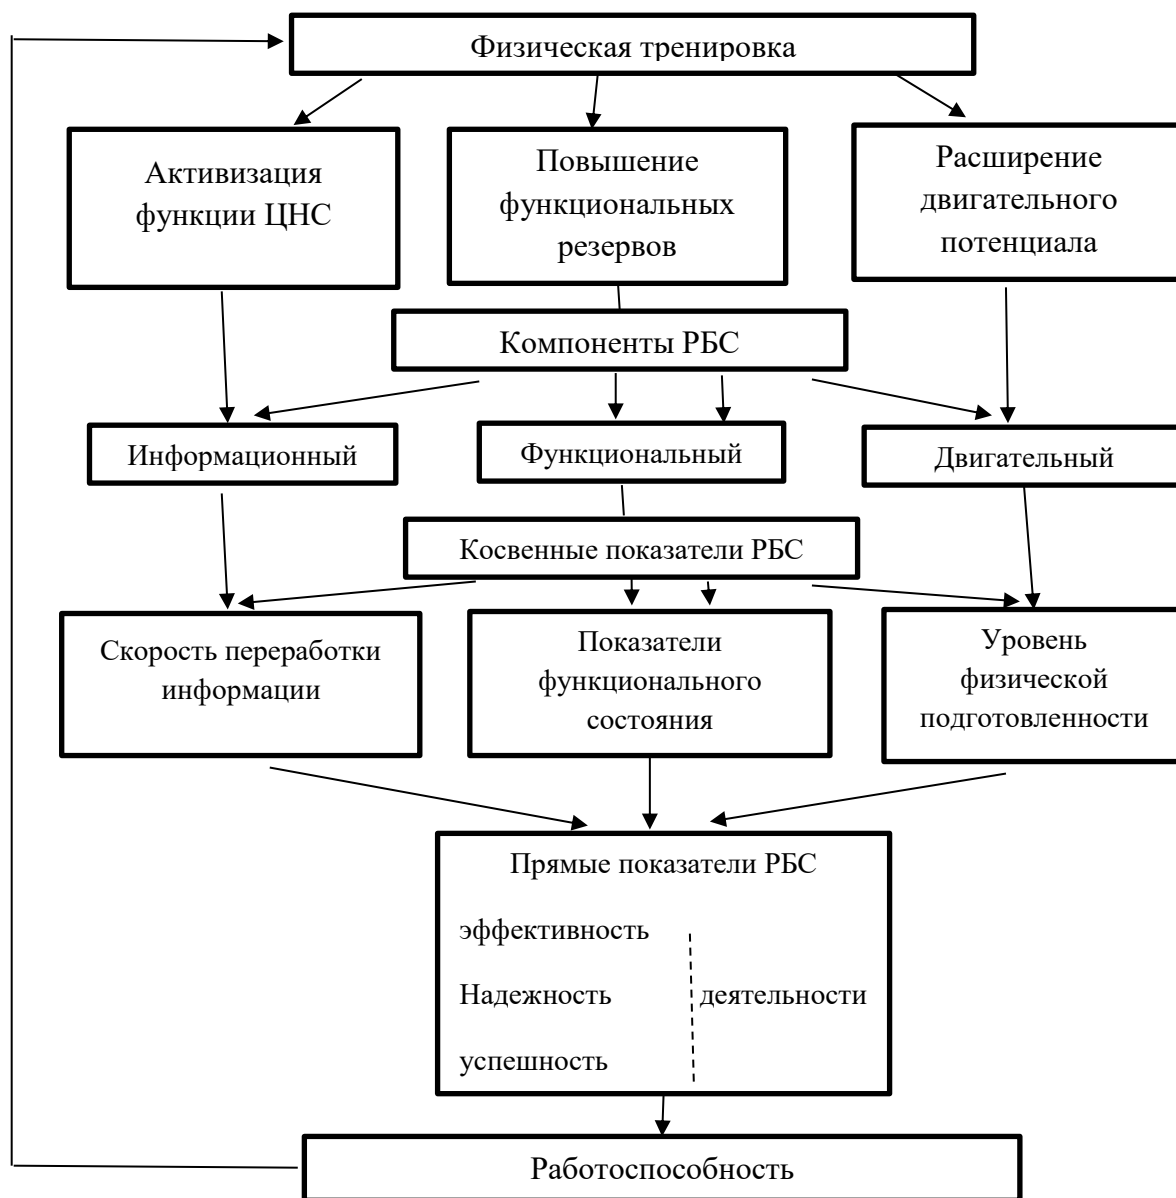 Физическая тренировка
Активизация
функции ЦНС
Повышение
функциональных
резервов
Расширение
двигательного
потенциала
Компоненты РБС
Информационный
Функциональный
Двигательный
Косвенные показатели РБС
Скорость переработки
информации
Показатели
функционального
состояния
Уровень
физической
подготовленности
Прямые показатели РБС
эффективность
Надежность деятельности
успешность
Работоспособность